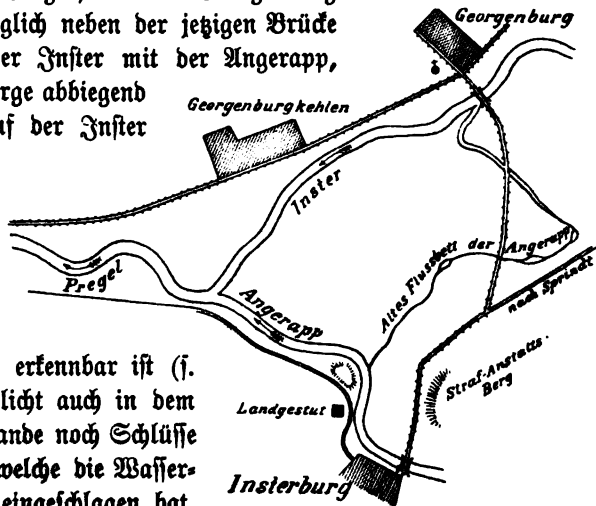 glich neben der jetzigen Brücke
er Inster mit der Angerapp,
rge abbiegend
uf der Inster
Georgenburg
Georgenburgkehlen
Inster
Pregel
Angerapp
Altes Flussbett der Angerapp
nach Sprindt
Straf-Anstalts-
Berg
Landgestut
Insterburg
erkennbar ist (s.
licht auch in dem
ande noch Schlüsse
welche die Wasser-
eingeschlagen hat